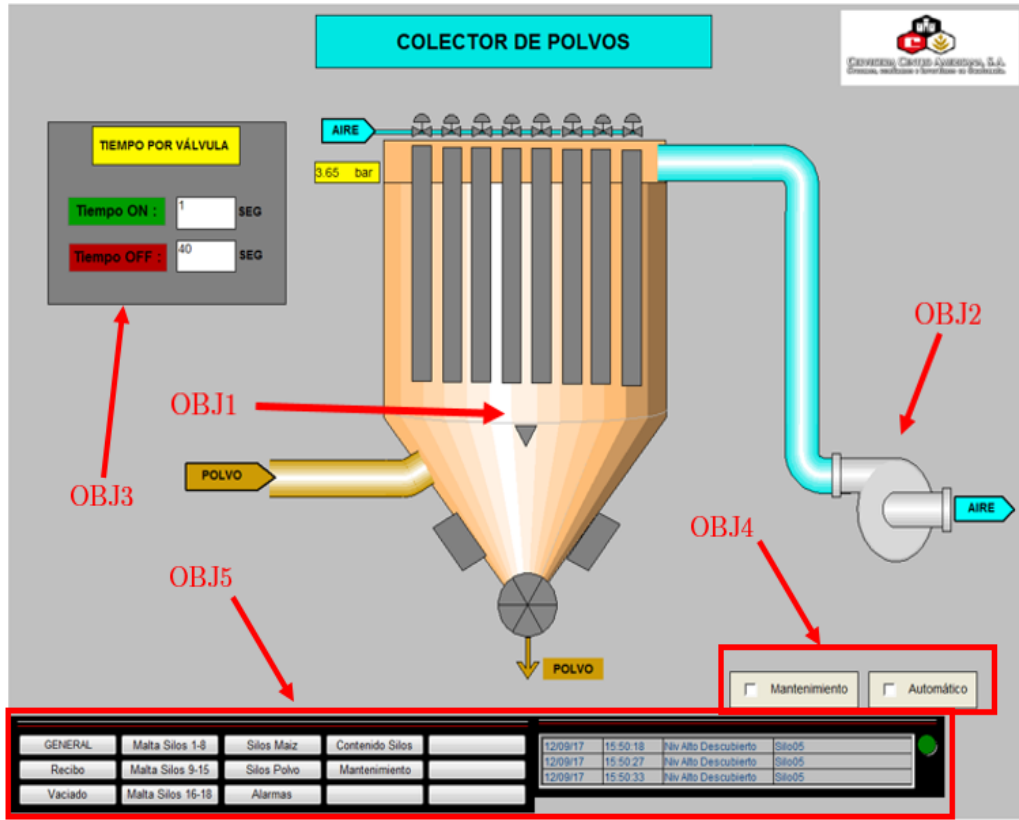 COLECTOR DE POLVOS
CERVECERIA CENTRO AMERICANA, S.A.
TIEMPO POR VÁLVULA
Tiempo ON : 1 SEG
Tiempo OFF : 40 SEG
AIRE
3.65 bar
OBJ2
OBJ1
OBJ3
POLVO
AIRE
OBJ4
OBJ5
POLVO
Mantenimiento Automático
GENERAL Malta Silos 1-8 Silos Maiz Contenido Silos
Recibo Malta Silos 9-15 Silos Polvo Mantenimiento
Vaciado Malta Silos 16-18 Alarmas
12/09/17 15:50:18 Niv Alto Descubierto Silo05
12/09/17 15:50:27 Niv Alto Descubierto Silo05
12/09/17 15:50:33 Niv Alto Descubierto Silo05